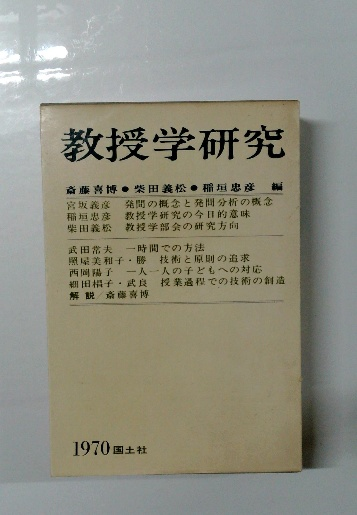 教授学研究
斎藤喜博●柴田義松●稲垣忠彦 編
宮坂義彦 発問の概念と発問分析の概念
稲垣忠彦 教授学研究の今日的意味
柴田義松 教授学部会の研究方向
武田常夫 一時間での方法
照屋美和子・勝 技術と原則の追求
西岡陽子 一人一人の子どもへの対応
細田椙子・武良 授業過程での技術の創造
解説/斎藤喜博
1970 国土社